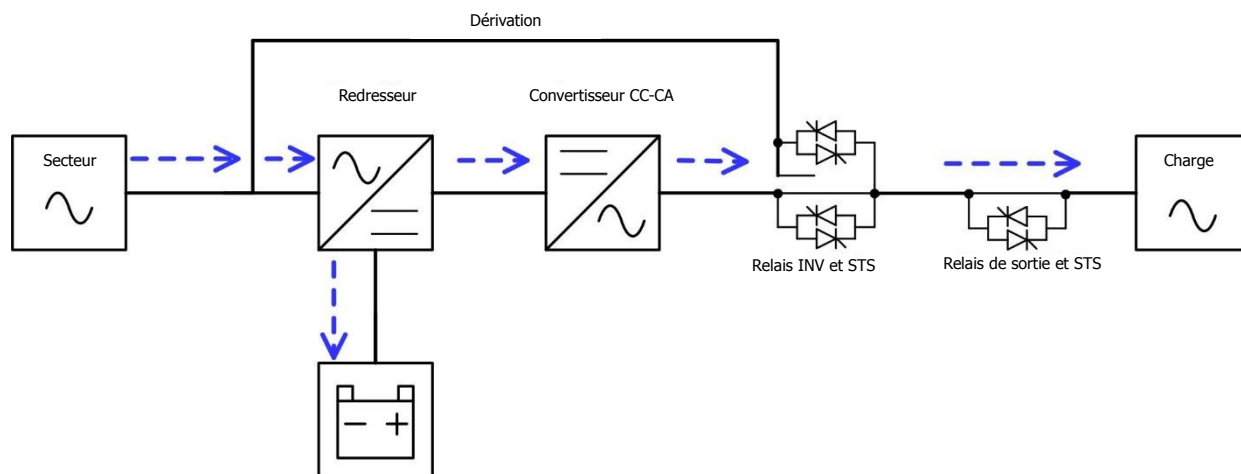 Dérivation
Redresseur
Convertisseur CC-CA
Secteur
Charge
Relais INV et STS
Relais de sortie et STS